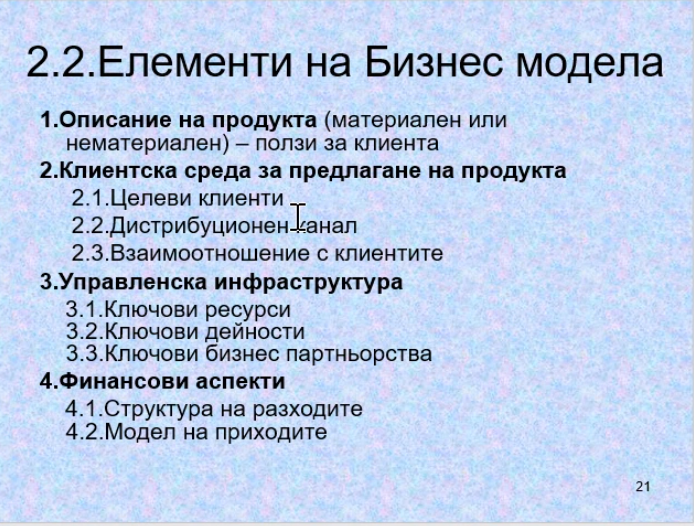 2.2.Елементи на Бизнес модела
1.Описание на продукта (материален или
нематериален) – ползи за клиента
2.Клиентска среда за предлагане на продукта
2.1.Целеви клиенти
2.2.Дистрибуционен канал
2.3.Взаимоотношение с клиентите
3.Управленска инфраструктура
3.1.Ключови ресурси
3.2.Ключови дейности
3.3.Ключови бизнес партньорства
4.Финансови аспекти
4.1.Структура на разходите
4.2.Модел на приходите
21